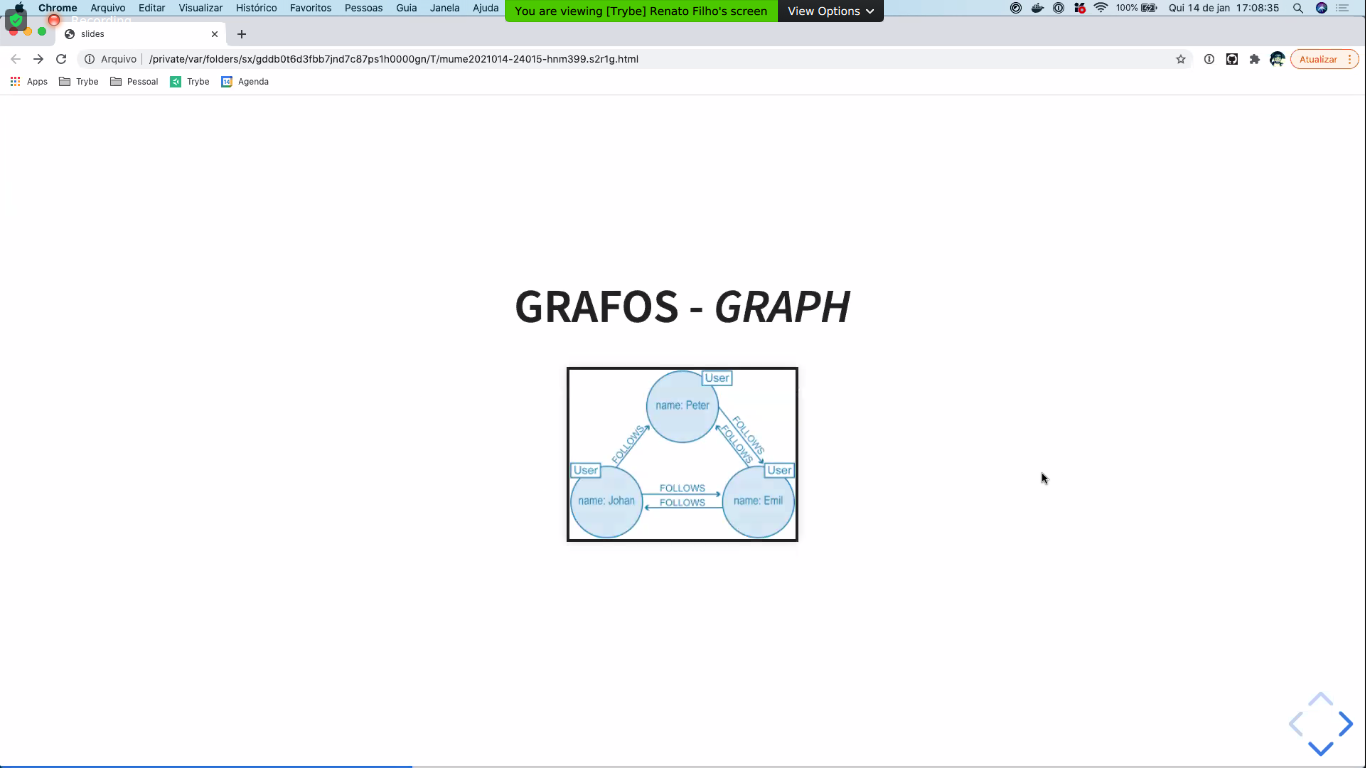 Chrome Arquivo Editar Visualizar Histórico Favoritos Pessoas Guia Janela Ajuda
You are viewing [Trybe] Renato Filho's screen View Options
100% Qui 14 de jan 17:08:35
Recording
slides
Arquivo /private/var/folders/sx/gddb0t6d3fbb7jnd7c87ps1h0000gn/T/mume2021014-24015-hnm399.s2r1g.html
Atualizar
Apps Trybe Pessoal Trybe Agenda
GRAFOS - GRAPH
User
name: Peter
FOLLOWS
FOLLOWS
FOLLOWS
User
User
name: Johan
FOLLOWS
FOLLOWS
name: Emil